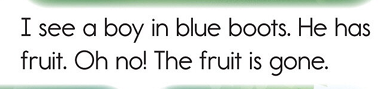 I see a boy in blue boots. He has
fruit. Oh no! The fruit is gone.